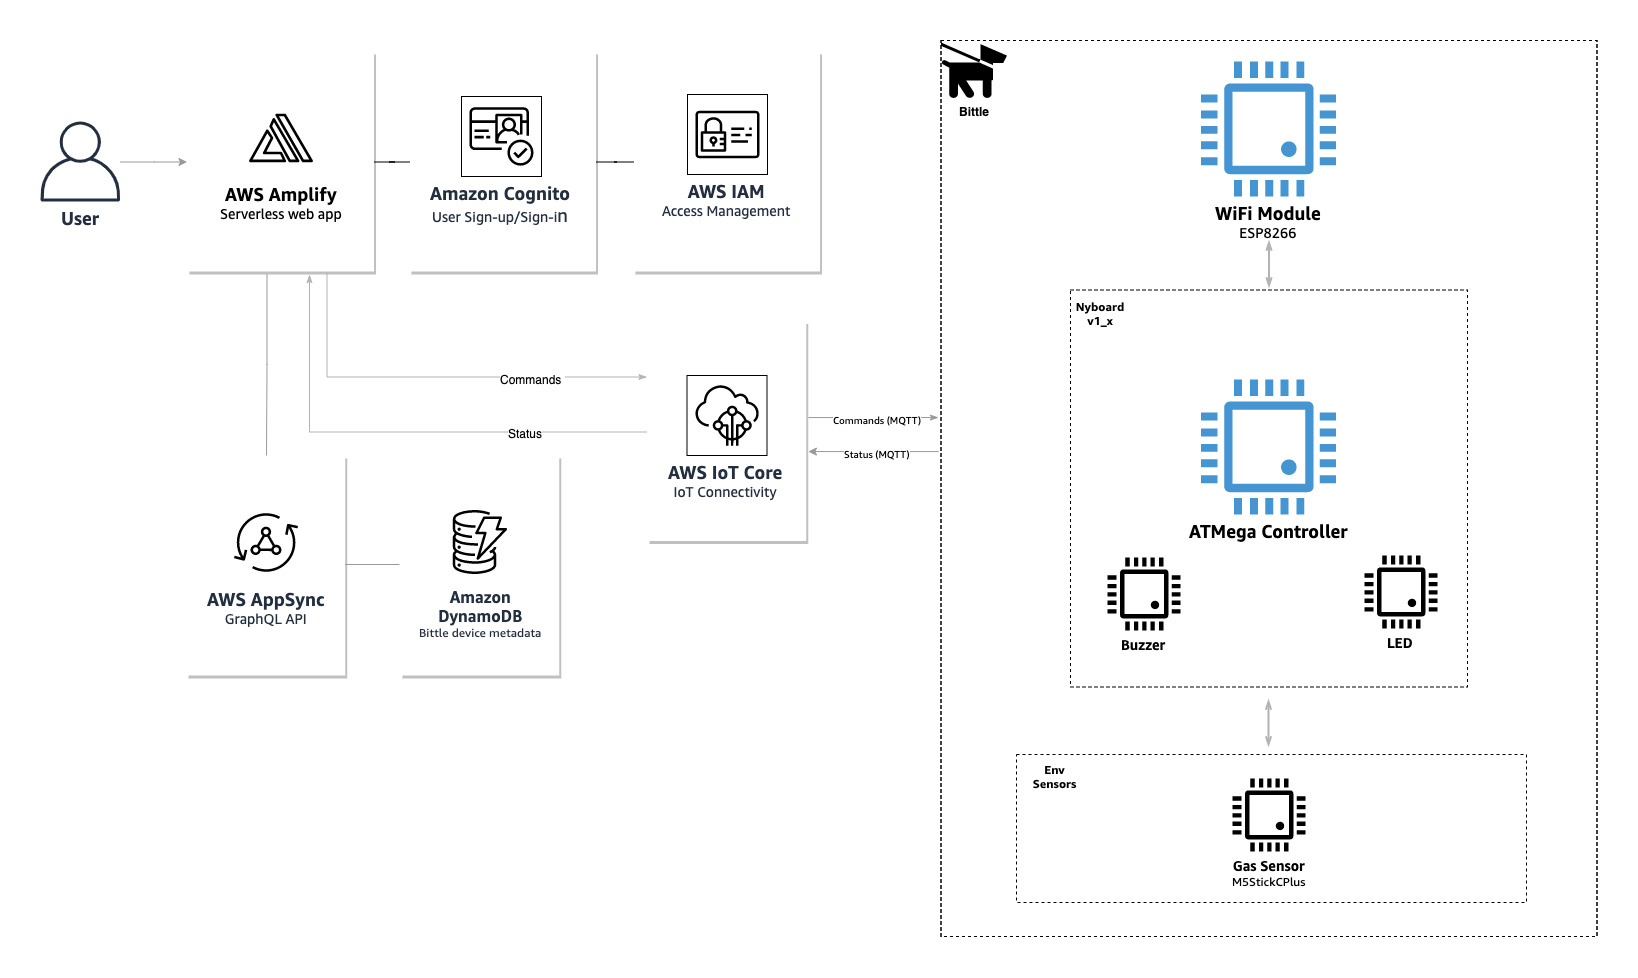 User
AWS Amplify
Serverless web app
Amazon Cognito
User Sign-up/Sign-in
AWS IAM
Access Management
Commands
Status
AWS IoT Core
IoT Connectivity
Commands (MQTT)
Status (MQTT)
AWS AppSync
GraphQL API
Amazon
DynamoDB
Bittle device metadata
Bittle
WiFi Module
ESP8266
Nyboard
v1_x
ATMega Controller
Buzzer
LED
Env
Sensors
Gas Sensor
M5StickCPlus